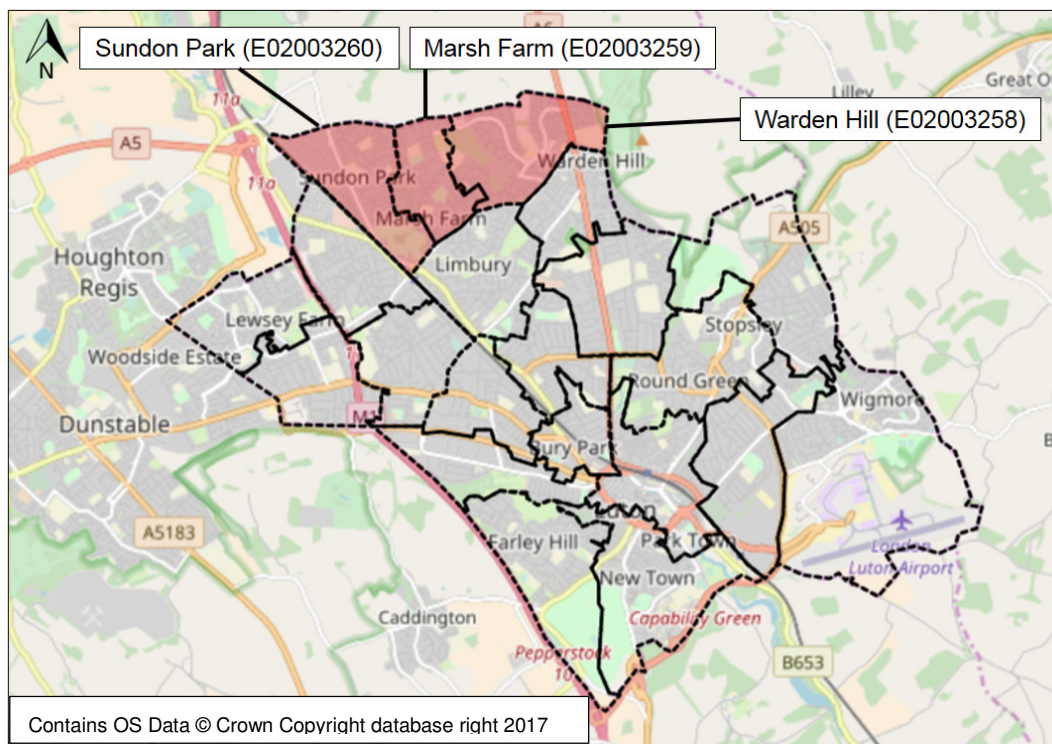 Sundon Park (E02003260)
Marsh Farm (E02003259)
N
A6
Lilley
11a
A5
Warden Hill (E02003258)
Warden Hill
11a
Sundon Park
Marsh Farm
A505
Houghton
Regis
Limbury
Lewsey Farm
Stopsley
Woodside Estate
Round Green
Wigmore
Dunstable
M1
Bury Park
A5183
Farley Hill
Park Town
London
Luton Airport
New Town
Caddington
Capability Green
Pepperstock
10
B653
Contains OS Data © Crown Copyright database right 2017